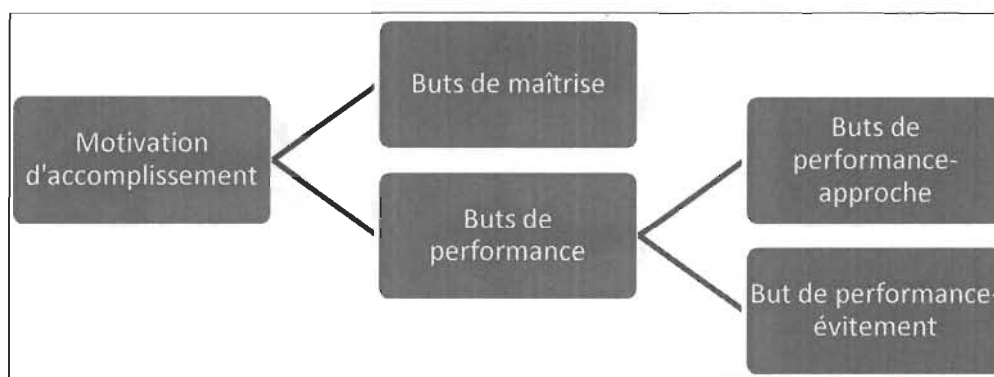 Motivation
d'accomplissement
Buts de maîtrise
Buts de
performance
Buts de
performance-
approche
But de performance-
évitement